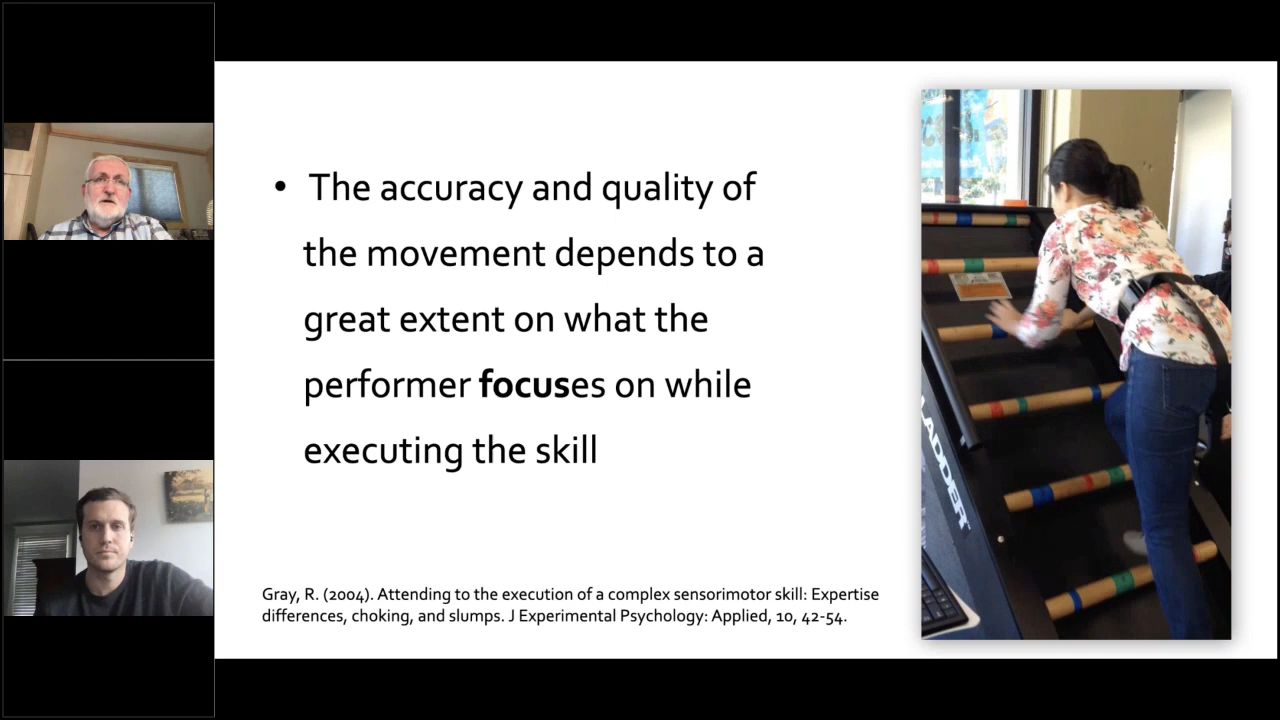 • The accuracy and quality of
the movement depends to a
great extent on what the
performer focuses on while
executing the skill
Gray, R. (2004). Attending to the execution of a complex sensorimotor skill: Expertise
differences, choking, and slumps. J Experimental Psychology: Applied, 10, 42-54.
LADDER